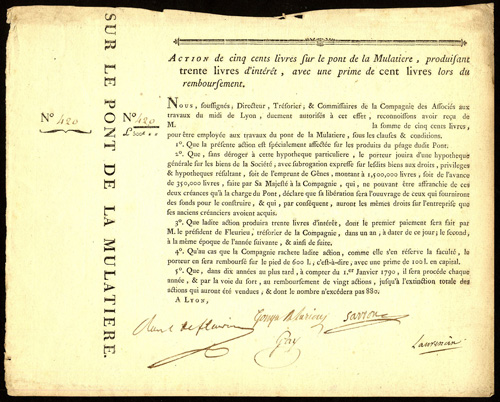 SUR LE PONT DE LA MULATIERE.
Nº 420
Nº 420
ACTION de cinq cents livres sur le pont de la Mulatiere, produisant
trente livres d'intérêt, avec une prime de cent livres lors du
remboursement.
NOUS, soussignés, Directeur, Trésorier, & Commissaires de la Compagnie des Associés aux
travaux du midi de Lyon, duement autorisés à cet effet, reconnoissons avoir reçu de
M. la somme de cinq cents livres,
pour être employée aux travaux du pont de la Mulatiere, sous les clauses & conditions.
1º. Que la présente action est spécialement affectée sur les produits du péage dudit Pont.
2º. Que, sans déroger à cette hypotheque particuliere, le porteur jouira d'une hypotheque
générale sur les biens de la Société, avec subrogation expresse sur lesdits biens aux droits, privileges
& hypotheques résultant, soit de l'emprunt de Gênes, montant à 1,500,000 livres, soit de l'avance
de 350,000 livres, faite par Sa Majesté à la Compagnie, qui, ne pouvant être affranchie de ces
deux créances qu'à la charge du Pont, déclare que sa libération sera l'ouvrage de ceux qui fourniront
des fonds pour le construire, & qui, par conséquent, auront les mêmes droits sur l'entreprise que
ses anciens créanciers avoient acquis.
3º. Que ladite action produira trente livres d'intérêt, dont le premier paiement sera fait par
M. le président de Fleurieu, trésorier de la Compagnie, dans un an, à dater de ce jour; le second,
à la même époque de l'année suivante, & ainsi de suite.
4º. Qu'au cas que la Compagnie rachete ladite action, comme elle s'en réserve la faculté, le
porteur en sera remboursé sur le pied de 600 l., c'est-à-dire, avec une prime de 100 l. en capital.
5º. Que, dans dix années au plus tard, à compter du 1.er Janvier 1790, il sera procédé chaque
année, & par la voie du sort, au remboursement de vingt actions, jusqu'à l'extinction totale des
actions qui auront été vendues, & dont le nombre n'excédera pas 880.
A LYON,
Laurencin